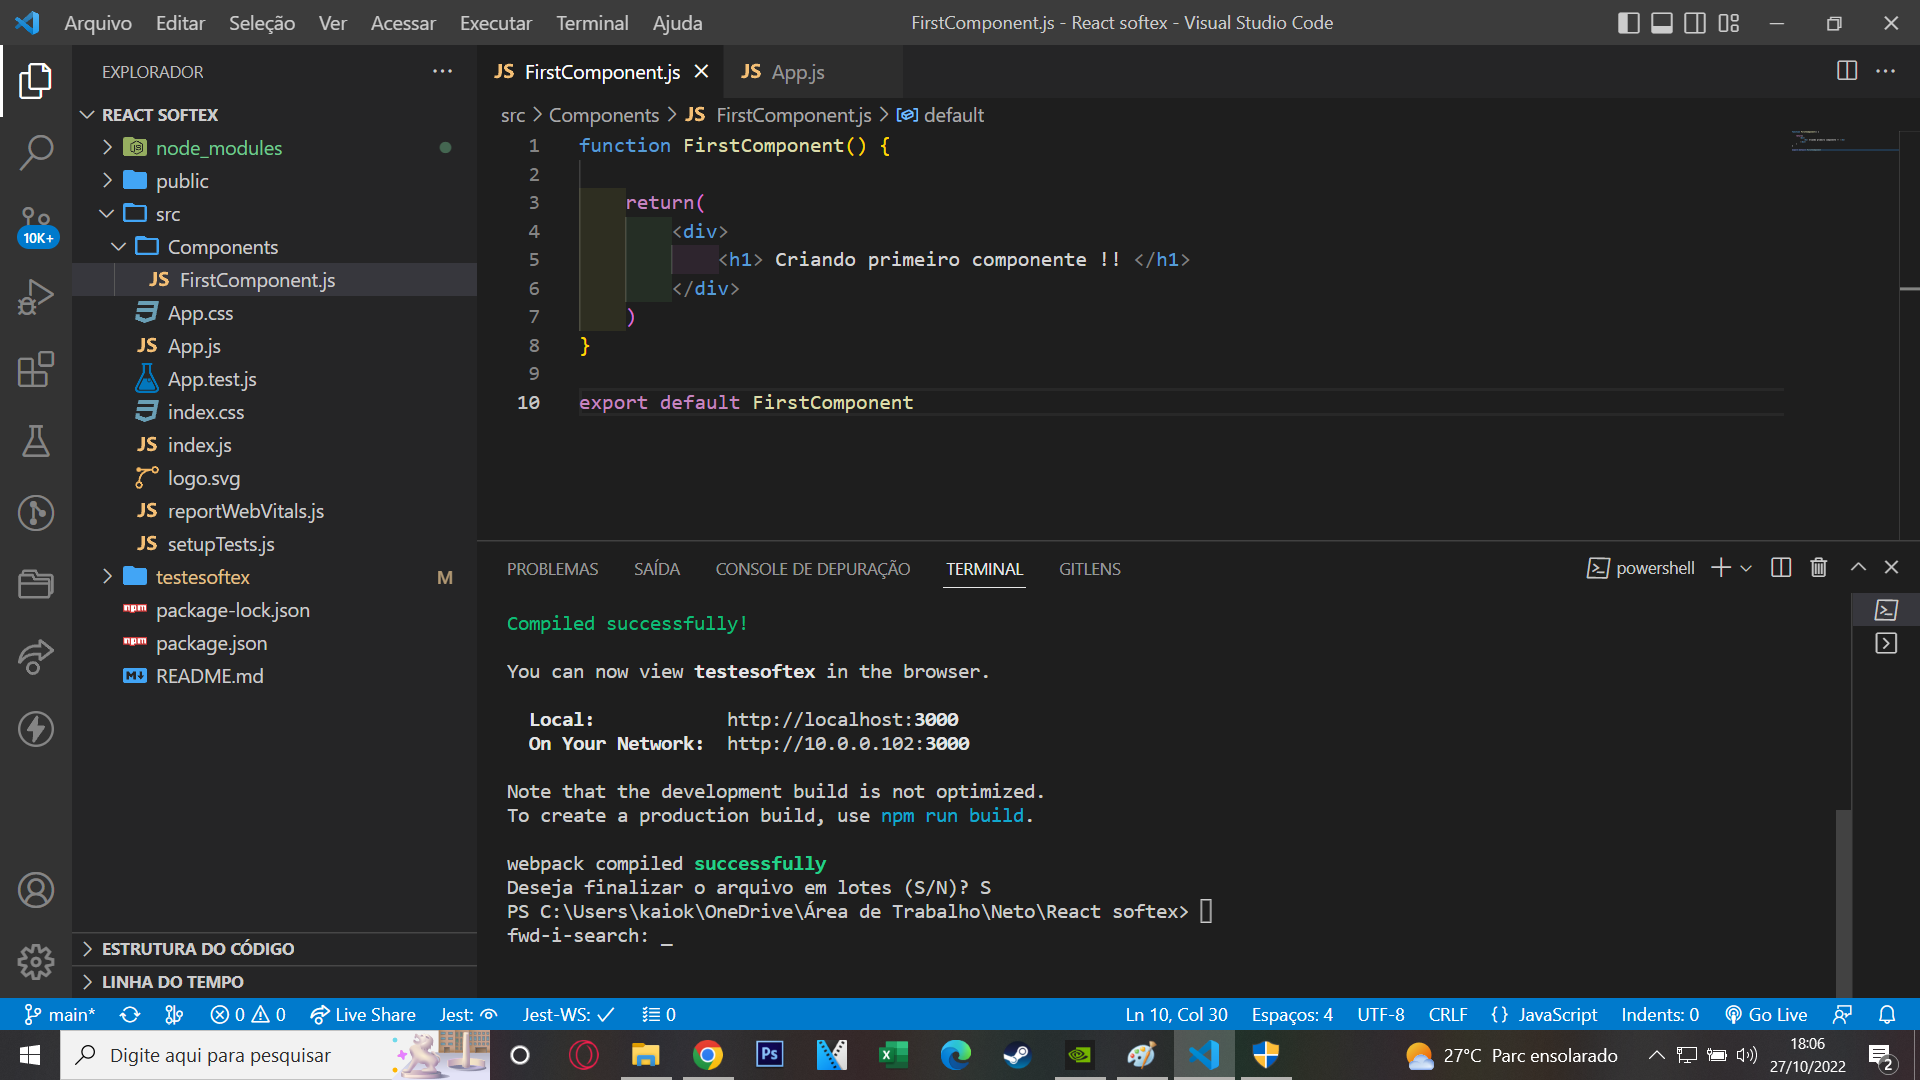 Arquivo Editar Seleção Ver Acessar Executar Terminal Ajuda
FirstComponent.js - React softex - Visual Studio Code
EXPLORADOR
REACT SOFTEX
node_modules
public
src
Components
JS FirstComponent.js
App.css
JS App.js
App.test.js
index.css
JS index.js
logo.svg
JS reportWebVitals.js
JS setupTests.js
testesoftex M
npm package-lock.json
npm package.json
README.md
ESTRUTURA DO CÓDIGO
LINHA DO TEMPO
10K+
JS FirstComponent.js
JS App.js
src > Components > JS FirstComponent.js > default
1 function FirstComponent() {
2
3 return(
4 <div>
5 <h1> Criando primeiro componente !! </h1>
6 </div>
7 )
8 }
9
10 export default FirstComponent
PROBLEMAS SAÍDA CONSOLE DE DEPURAÇÃO TERMINAL GITLENS
powershell
Compiled successfully!
You can now view testesoftex in the browser.
Local: http://localhost:3000
On Your Network: http://10.0.0.102:3000
Note that the development build is not optimized.
To create a production build, use npm run build.
webpack compiled successfully
Deseja finalizar o arquivo em lotes (S/N)? S
PS C:\Users\kaiok\OneDrive\Área de Trabalho\Neto\React softex>
fwd-i-search: _
main* 0 0 Live Share Jest: Jest-WS: 0
Ln 10, Col 30 Espaços: 4 UTF-8 CRLF {} JavaScript Indents: 0 Go Live
Digite aqui para pesquisar
Ps
27°C Parc ensolarado
18:06
27/10/2022
2